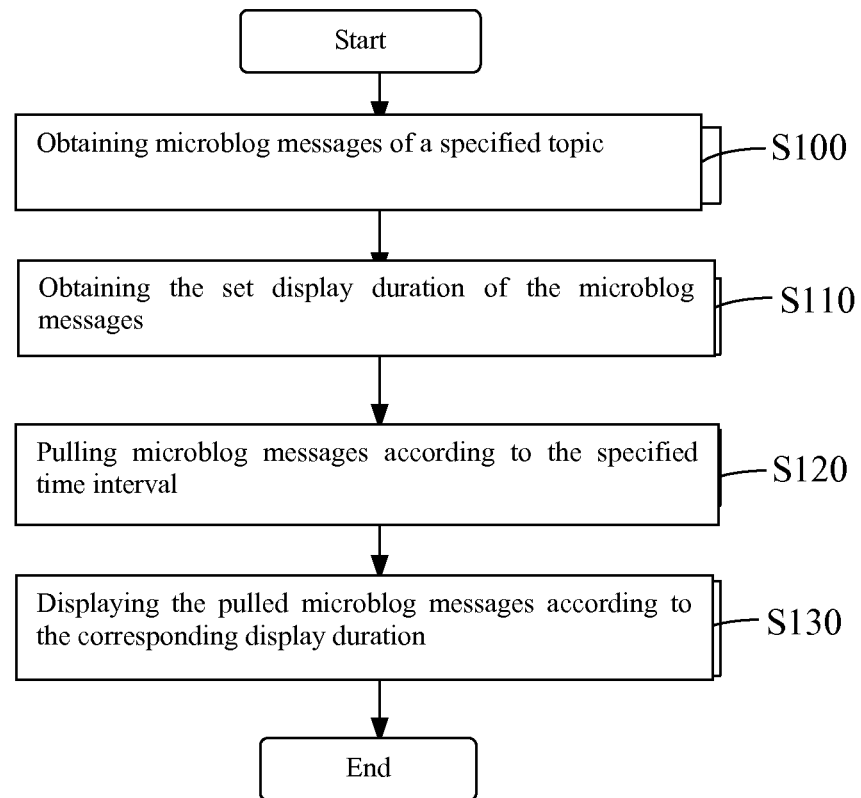 Start
Obtaining microblog messages of a specified topic
S100
Obtaining the set display duration of the microblog
messages
S110
Pulling microblog messages according to the specified
time interval
S120
Displaying the pulled microblog messages according to
the corresponding display duration
S130
End